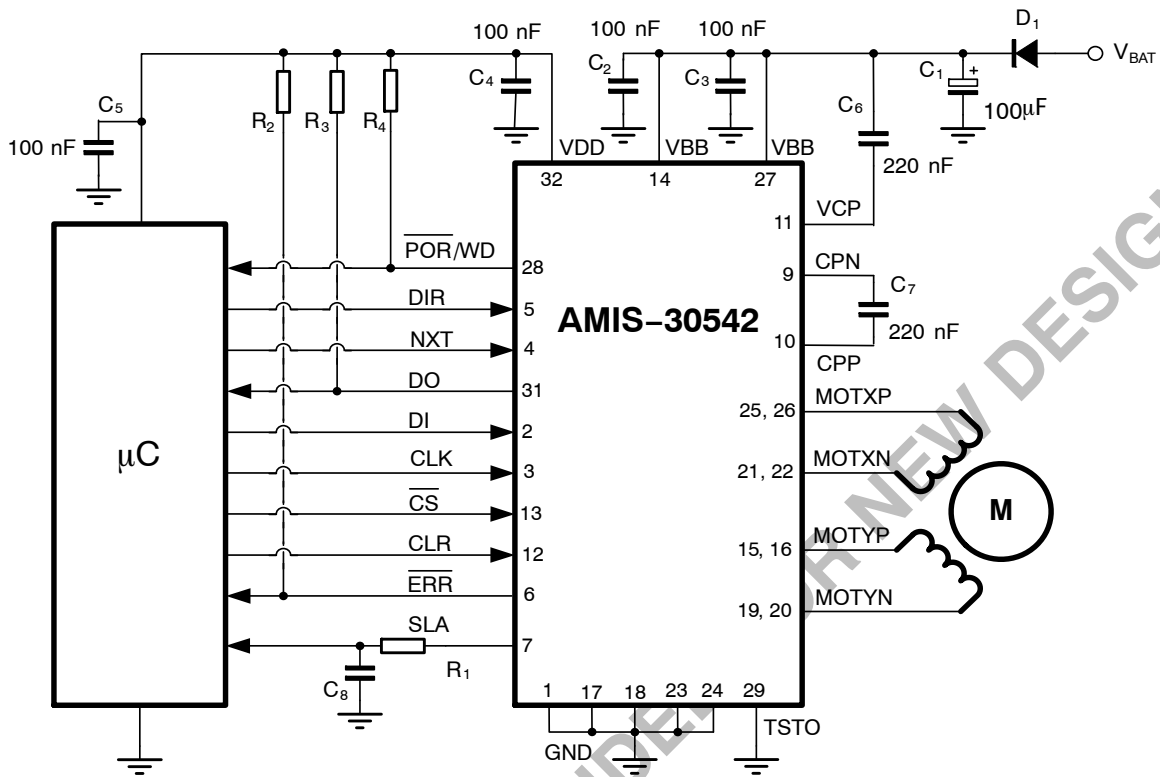 100 nF
100 nF
100 nF
D1
VBAT
C4
C2
C3
C1
+
100μF
C5
100 nF
R2
R3
R4
C6
220 nF
VDD
VBB
VBB
32
14
27
11
VCP
9
CPN
C7
220 nF
10
CPP
POR/WD
28
DIR
5
NXT
4
DO
31
DI
2
CLK
3
CS
13
CLR
12
ERR
6
SLA
7
R1
C8
μC
AMIS–30542
25, 26
MOTXP
21, 22
MOTXN
15, 16
MOTYP
19, 20
MOTYN
M
1
17
18
23
24
29
GND
TSTO
NEW DESIG